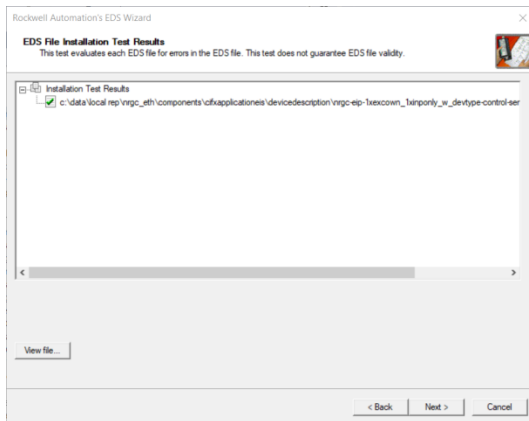 Rockwell Automation's EDS Wizard
EDS File Installation Test Results
This test evaluates each EDS file for errors in the EDS file. This test does not guarantee EDS file validity.
Installation Test Results
c:\data\local rep\nrgc_eth\components\cifxapplicationeis\devicedescription\nrgc-eip-1xexcown_1xinponly_w_devtype-control-ser
View file...
< Back Next > Cancel